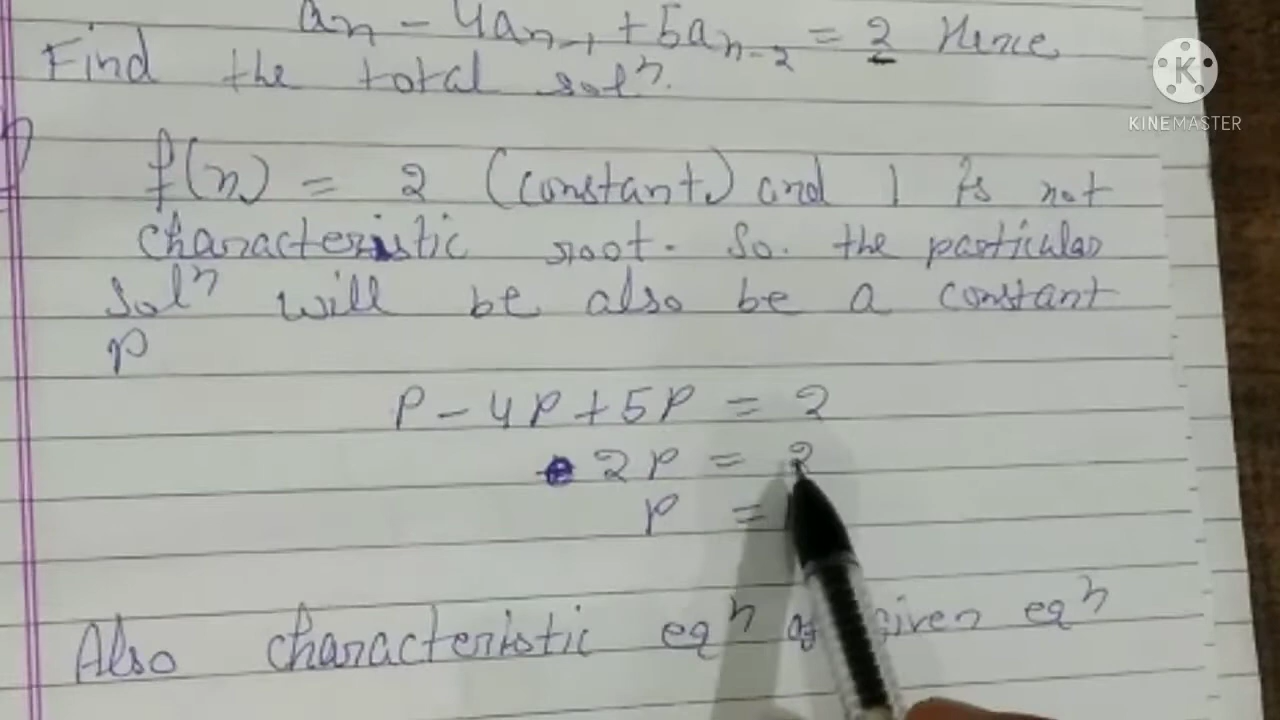 an - 4an-1 + 5an-2 = 2 Hence
Find the total solⁿ.
K
KINEMASTER
f(n) = 2 (constant) and 1 is not
characteristic root. So. the particular
solⁿ will be also be a constant
P
P - 4P + 5P = 2
2P = 2
P =
Also characteristic eqⁿ of given eqⁿ